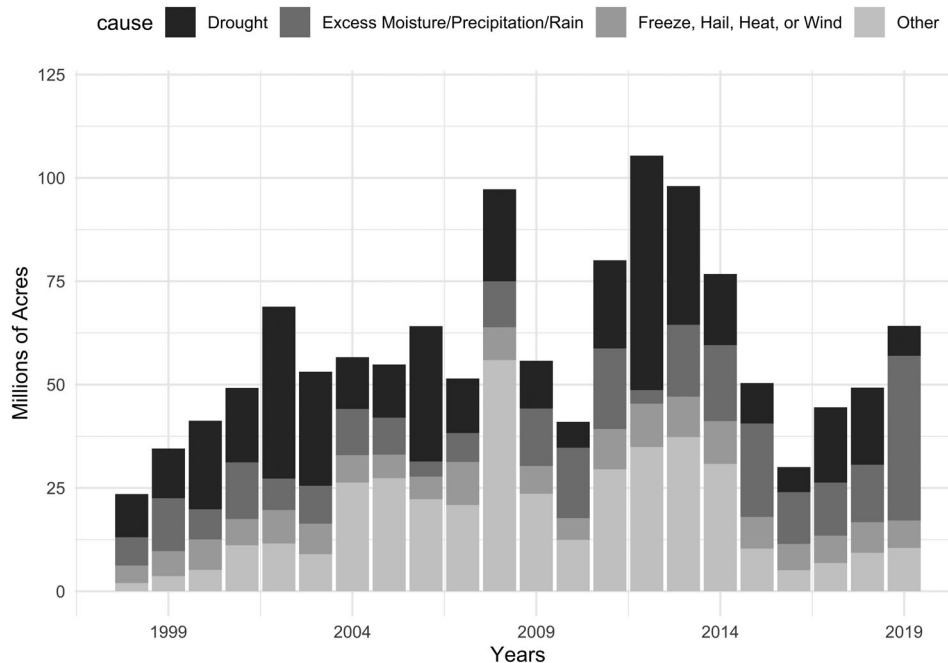 cause Drought Excess Moisture/Precipitation/Rain Freeze, Hail, Heat, or Wind Other
125
100
75
50
25
0
Millions of Acres
1999 2004 2009 2014 2019
Years